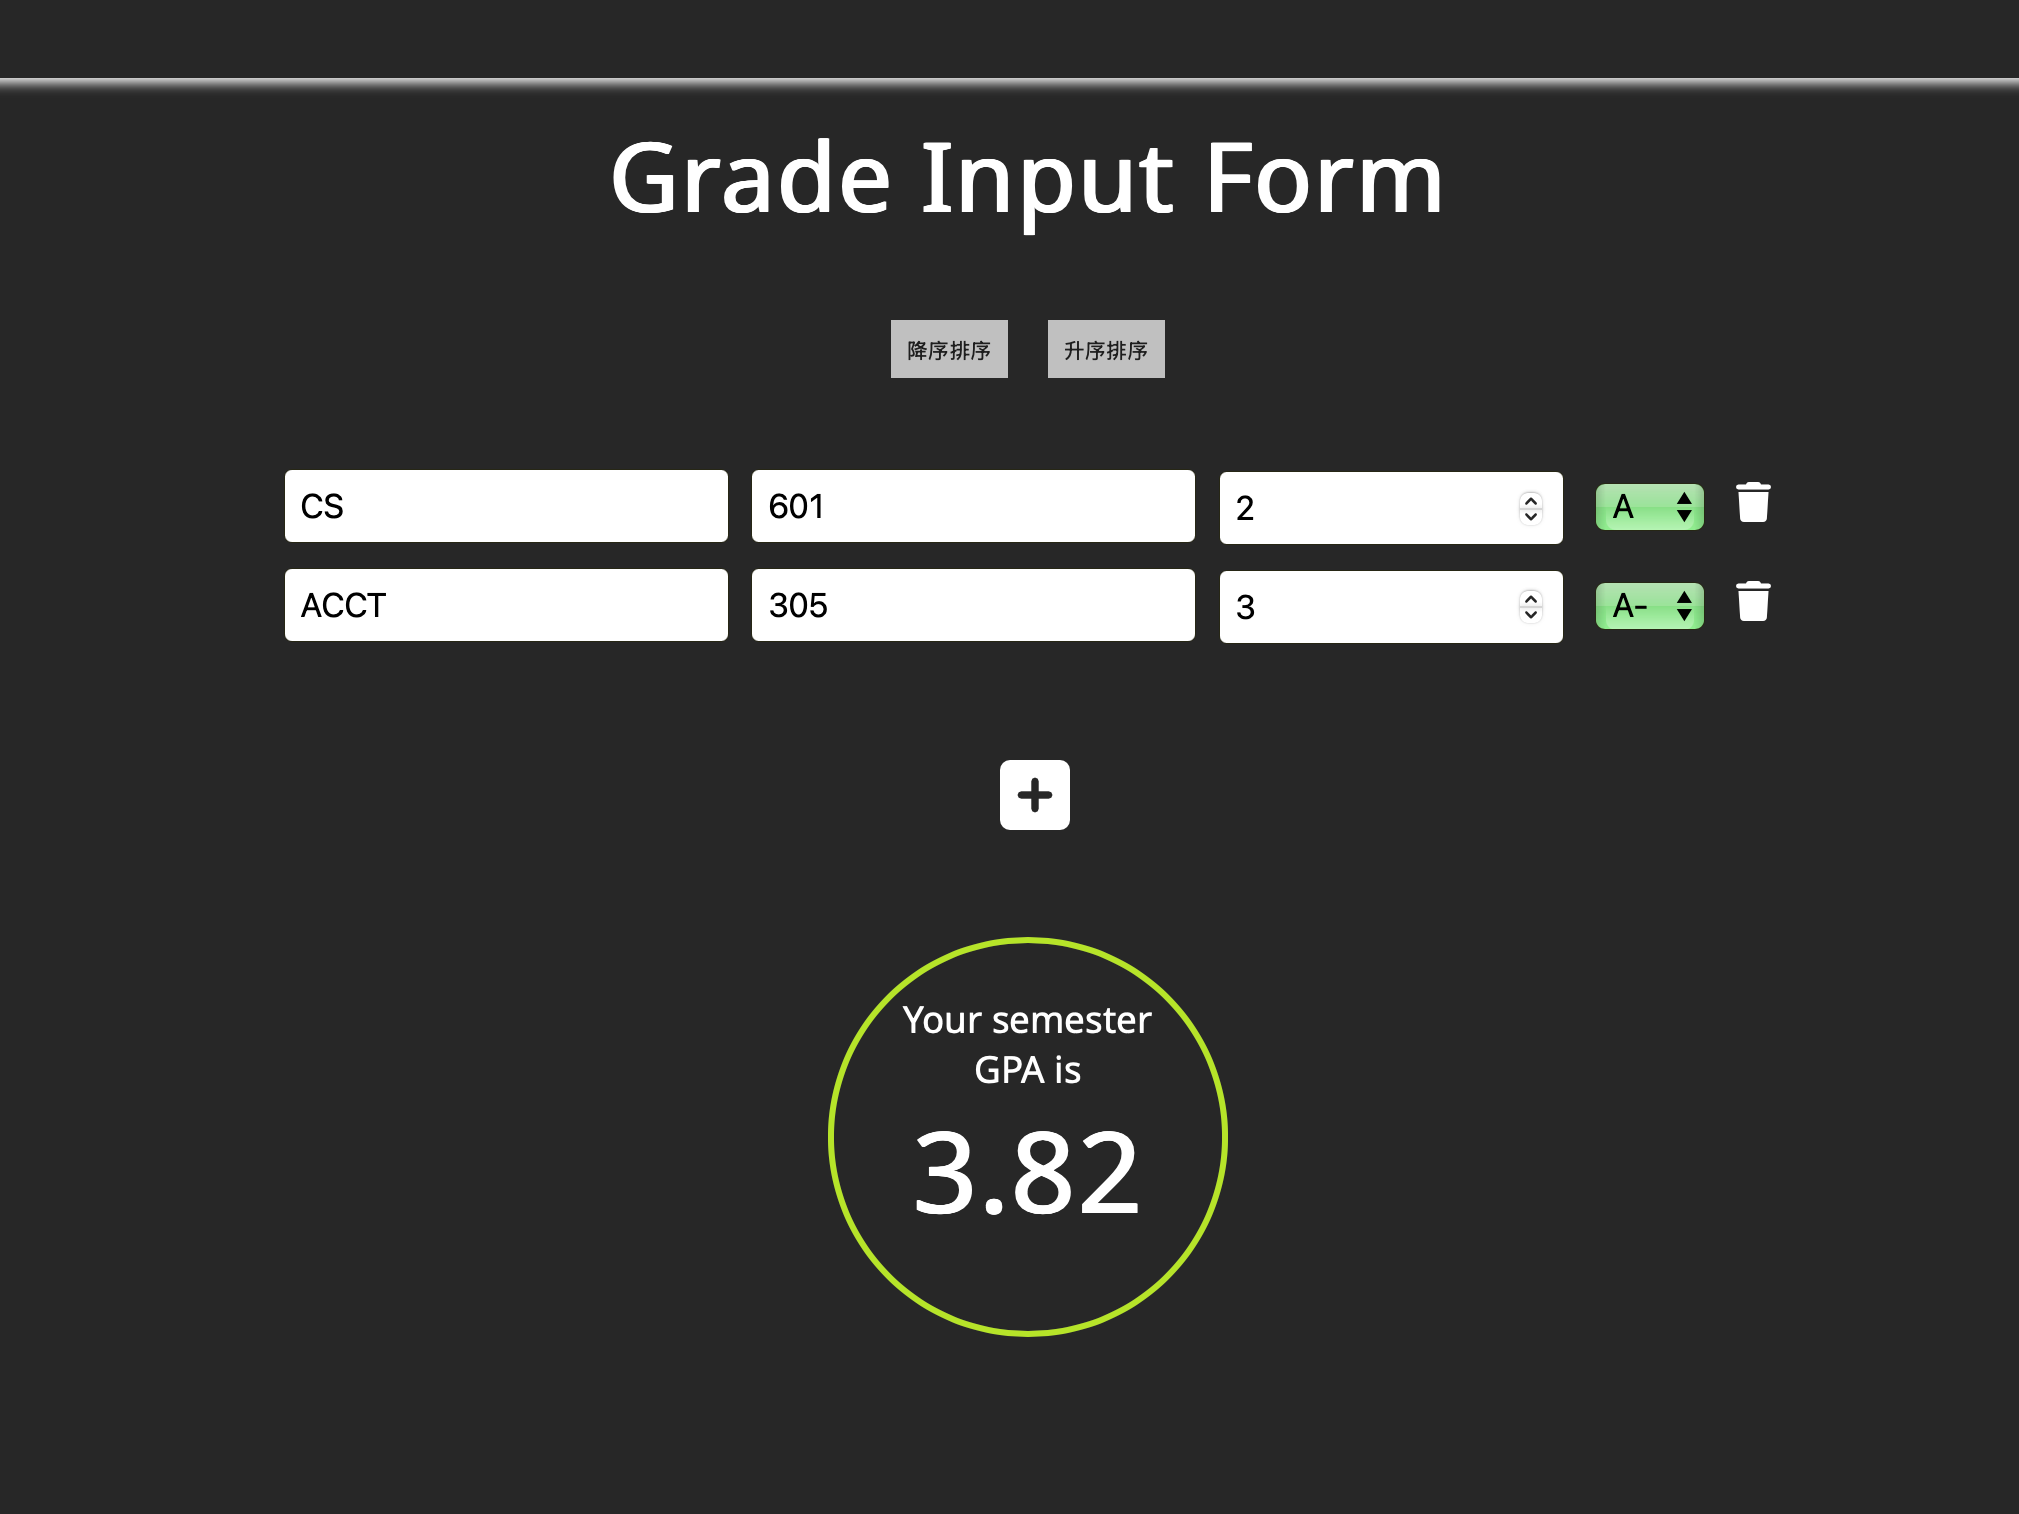 Grade Input Form
降序排序 升序排序
CS 601 2 A
ACCT 305 3 A-
Your semester
GPA is
3.82